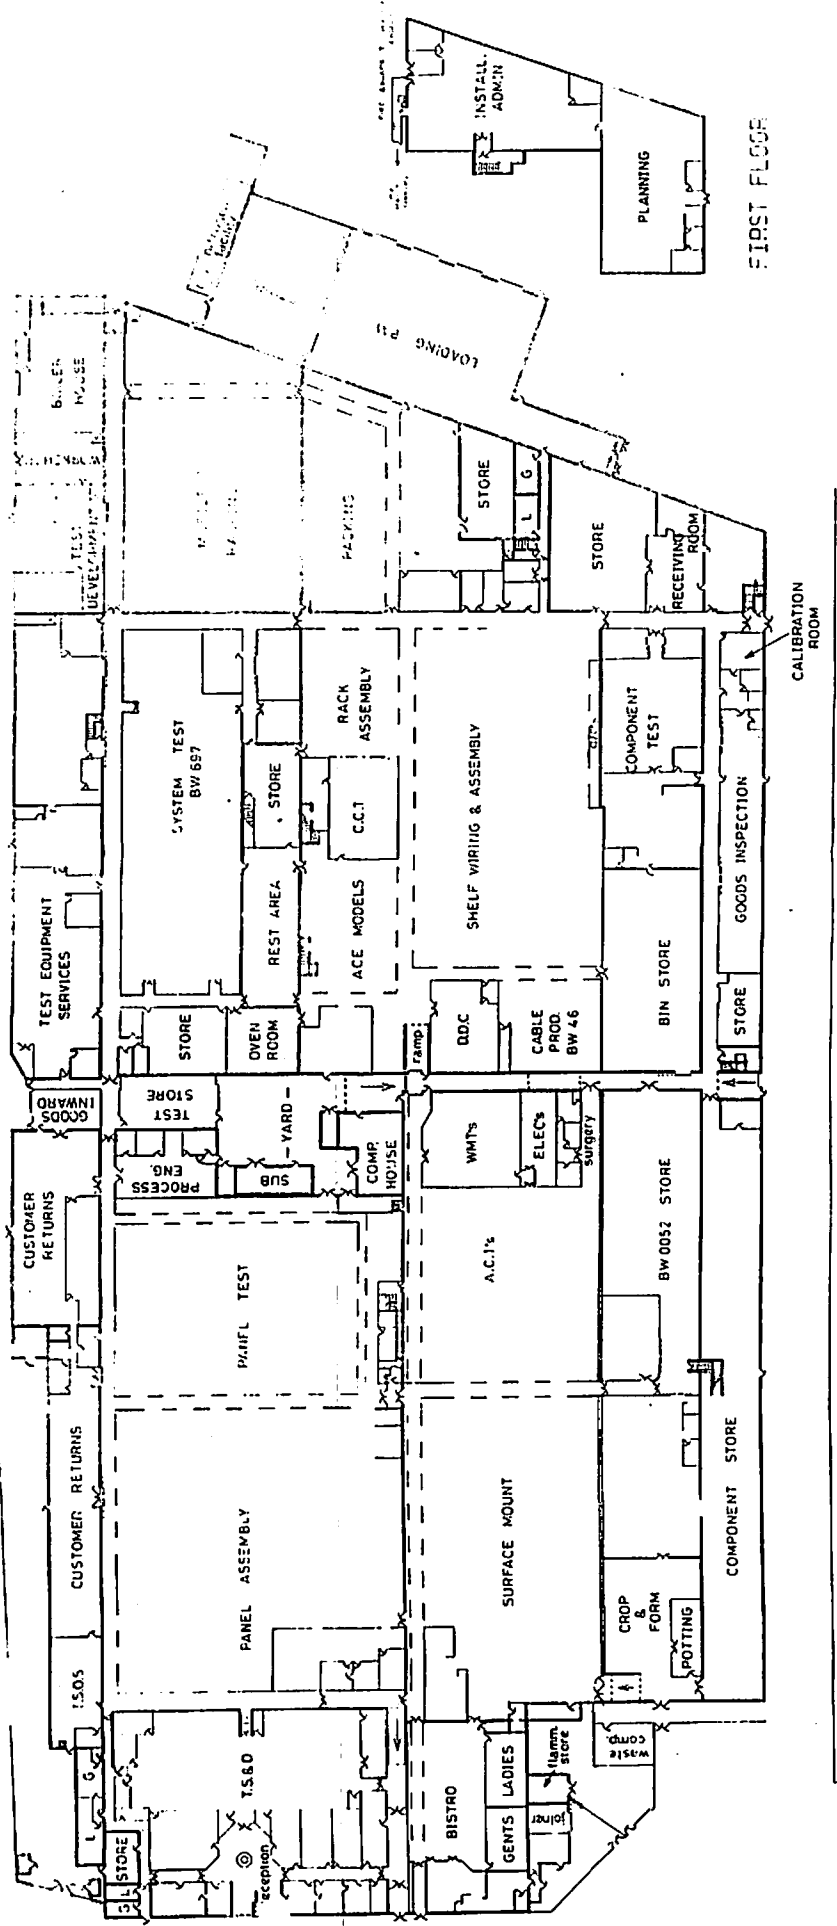 INSTALL.
ADMIN
PLANNING
FIRST FLOOR
LOADING
BOILER
HOUSE
TEST
DEVELOPMENT
PACKING
STORE
L
G
STORE
RECEIVING
ROOM
CALIBRATION
ROOM
SYSTEM TEST
BW 697
STORE
REST AREA
RACK
ASSEMBLY
C.C.T
ACE MODELS
SHELF WIRING & ASSEMBLY
COMPONENT
TEST
GOODS INSPECTION
BIN STORE
STORE
TEST EQUIPMENT
SERVICES
STORE
OVEN
ROOM
ramp
D.D.C
CABLE
PROD.
BW 46
GOODS
INWARD
TEST
STORE
PROCESS
ENG.
- YARD -
SUB
COMP.
HOUSE
WMT's
ELEC's
surgery
CUSTOMER
RETURNS
PANEL TEST
A.C.I's
BW 0052 STORE
CUSTOMER RETURNS
PANEL ASSEMBLY
SURFACE MOUNT
COMPONENT STORE
CROP
&
FORM
POTTING
T.S.O.S
G
L
STORE
L
G
T.S.&D
reception
BISTRO
LADIES
GENTS
flamm.
store
joiner
waste
comp.